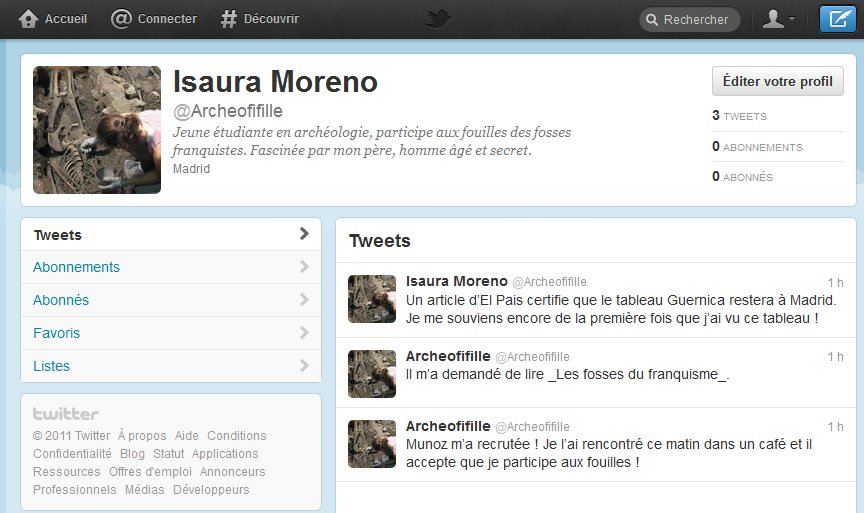 Accueil @ Connecter # Découvrir Rechercher
Isaura Moreno
@Archeofifille
Jeune étudiante en archéologie, participe aux fouilles des fosses
franquistes. Fascinée par mon père, homme âgé et secret.
Madrid
Éditer votre profil
3 TWEETS
0 ABONNEMENTS
0 ABONNÉS
Tweets
Abonnements
Abonnés
Favoris
Listes
twitter
© 2011 Twitter À propos Aide Conditions
Confidentialité Blog Statut Applications
Ressources Offres d'emploi Annonceurs
Professionnels Médias Développeurs
Tweets
Isaura Moreno @Archeofifille 1 h
Un article d’El Pais certifie que le tableau Guernica restera à Madrid.
Je me souviens encore de la première fois que j’ai vu ce tableau !
Archeofifille @Archeofifille 1 h
Il m’a demandé de lire _Les fosses du franquisme_.
Archeofifille @Archeofifille 1 h
Munoz m’a recrutée ! Je l’ai rencontré ce matin dans un café et il
accepte que je participe aux fouilles !